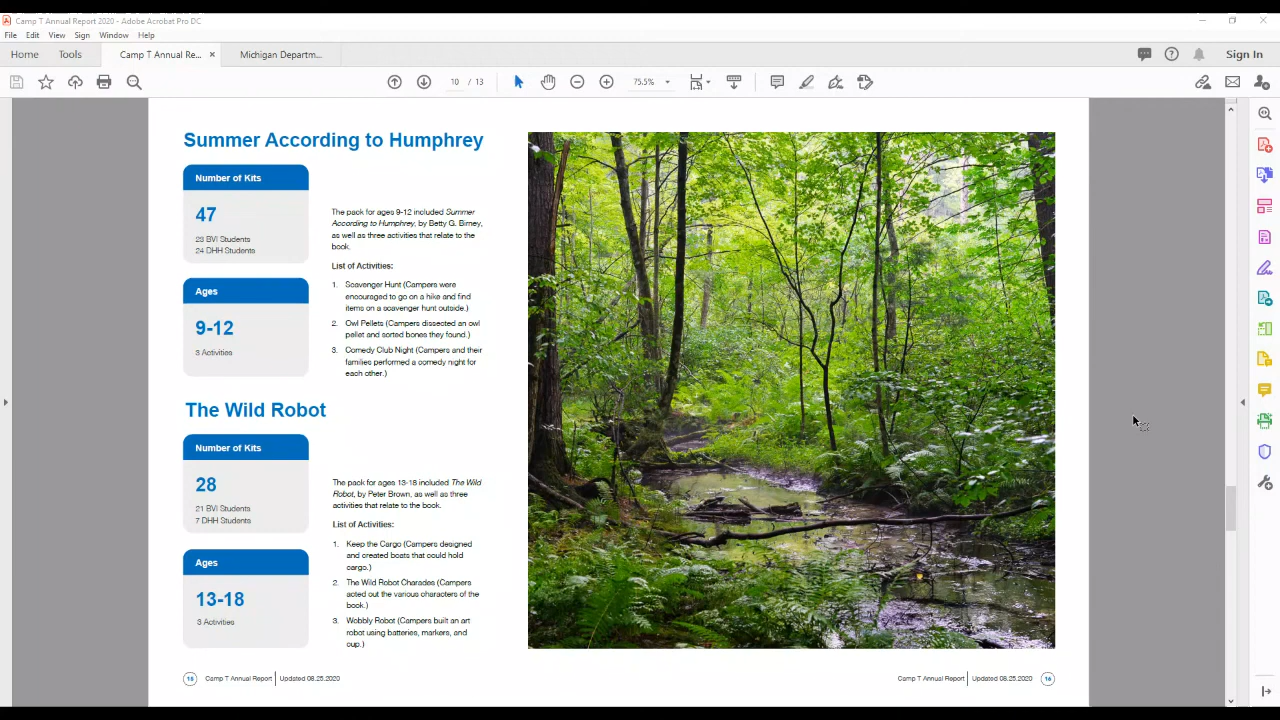 Camp T Annual Report 2020 - Adobe Acrobat Pro DC
File Edit View Sign Window Help
Home Tools Camp T Annual Re... × Michigan Departm... Sign In
10 / 13 75.5%
Summer According to Humphrey
Number of Kits
47
23 BVI Students
24 DHH Students
The pack for ages 9-12 included Summer
According to Humphrey, by Betty G. Birney,
as well as three activities that relate to the
book.
List of Activities:
1. Scavenger Hunt (Campers were
encouraged to go on a hike and find
items on a scavenger hunt outside.)
2. Owl Pellets (Campers dissected an owl
pellet and sorted bones they found.)
3. Comedy Club Night (Campers and their
families performed a comedy night for
each other.)
Ages
9-12
3 Activities
The Wild Robot
Number of Kits
28
21 BVI Students
7 DHH Students
The pack for ages 13-18 included The Wild
Robot, by Peter Brown, as well as three
activities that relate to the book.
List of Activities:
1. Keep the Cargo (Campers designed
and created boats that could hold
cargo.)
2. The Wild Robot Charades (Campers
acted out the various characters of the
book.)
3. Wobbly Robot (Campers built an art
robot using batteries, markers, and
cup.)
Ages
13-18
3 Activities
15 Camp T Annual Report | Updated 08.25.2020
Camp T Annual Report | Updated 08.25.2020 16